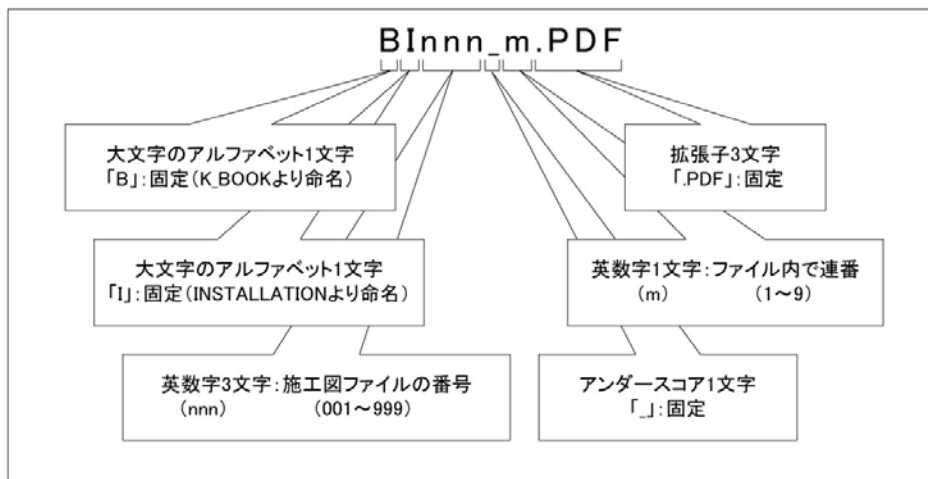 BInnn_m.PDF
大文字のアルファベット1文字
「B」:固定(K_BOOKより命名)
拡張子3文字
「.PDF」:固定
大文字のアルファベット1文字
「I」:固定(INSTALLATIONより命名)
英数字1文字:ファイル内で連番
(m) (1～9)
英数字3文字:施工図ファイルの番号
(nnn) (001～999)
アンダースコア1文字
「_」:固定